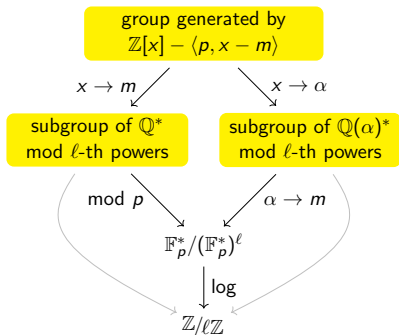 group generated by
ℤ[x] − ⟨p, x − m⟩
x → m
x → α
subgroup of ℚ*
mod ℓ-th powers
subgroup of ℚ(α)*
mod ℓ-th powers
mod p
α → m
𝔽ₚ*/(𝔽ₚ*)^ℓ
log
ℤ/ℓℤ